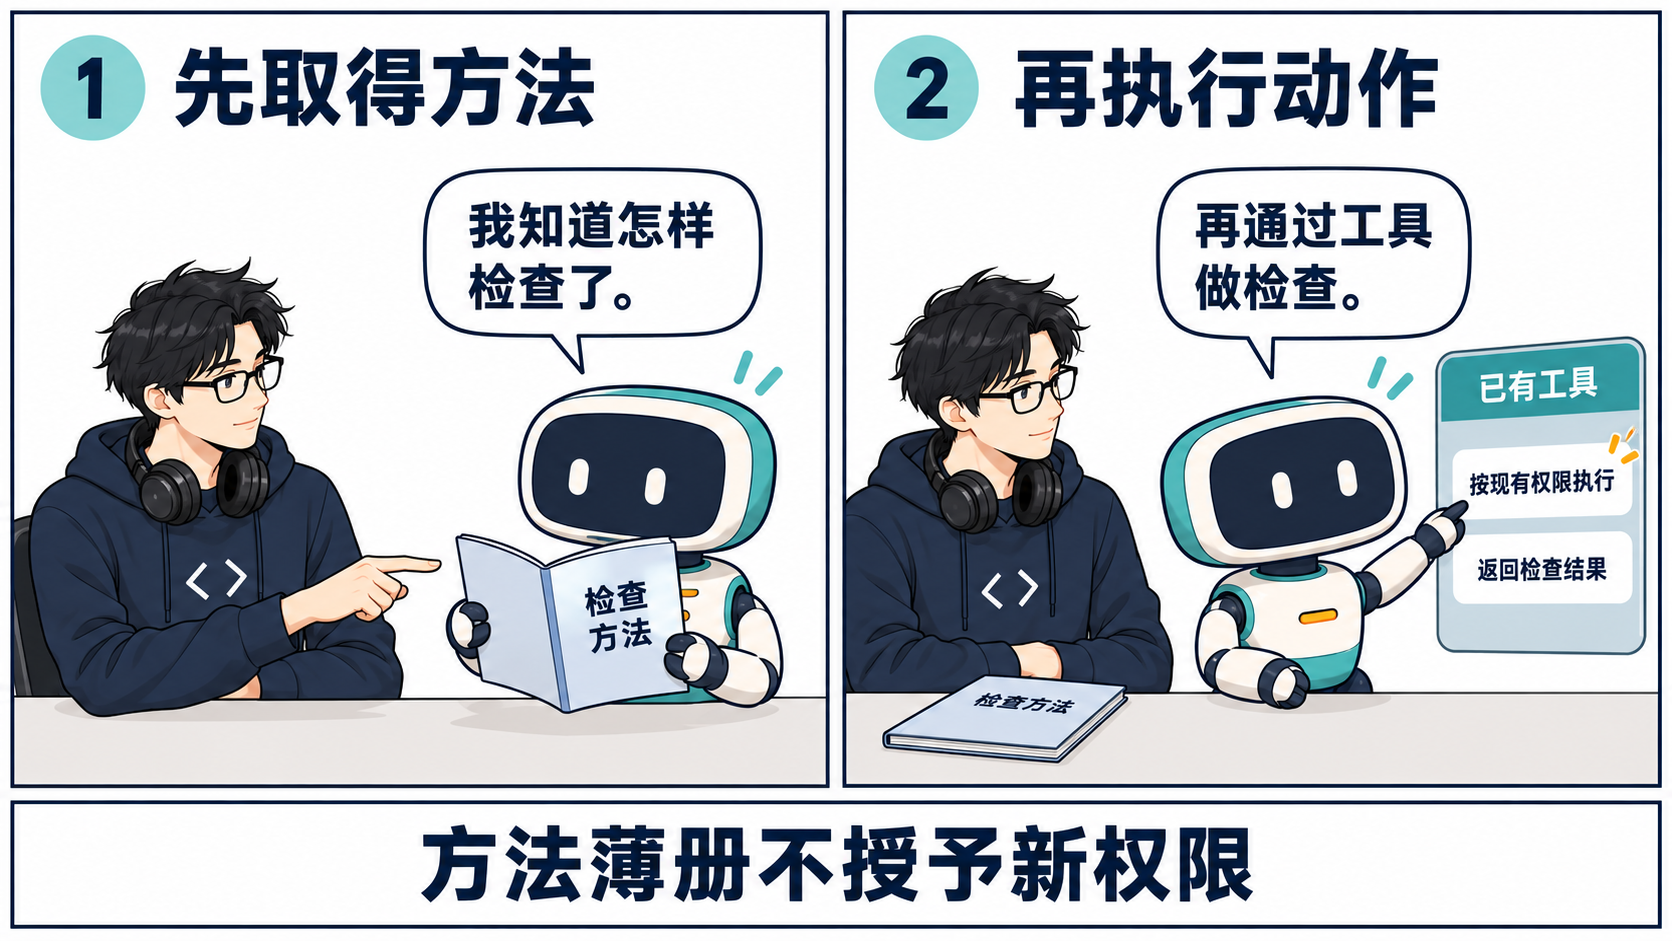 1 先取得方法
我知道怎样
检查了。
检查
方法
2 再执行动作
再通过工具
做检查。
已有工具
按现有权限执行
返回检查结果
检查方法
方法薄册不授予新权限